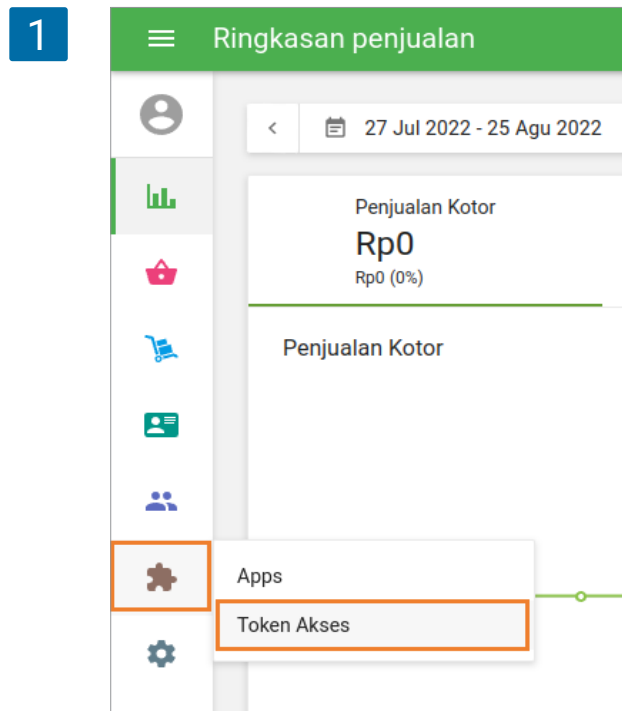 1
Ringkasan penjualan
27 Jul 2022 - 25 Agu 2022
Penjualan Kotor
Rp0
Rp0 (0%)
Penjualan Kotor
Apps
Token Akses